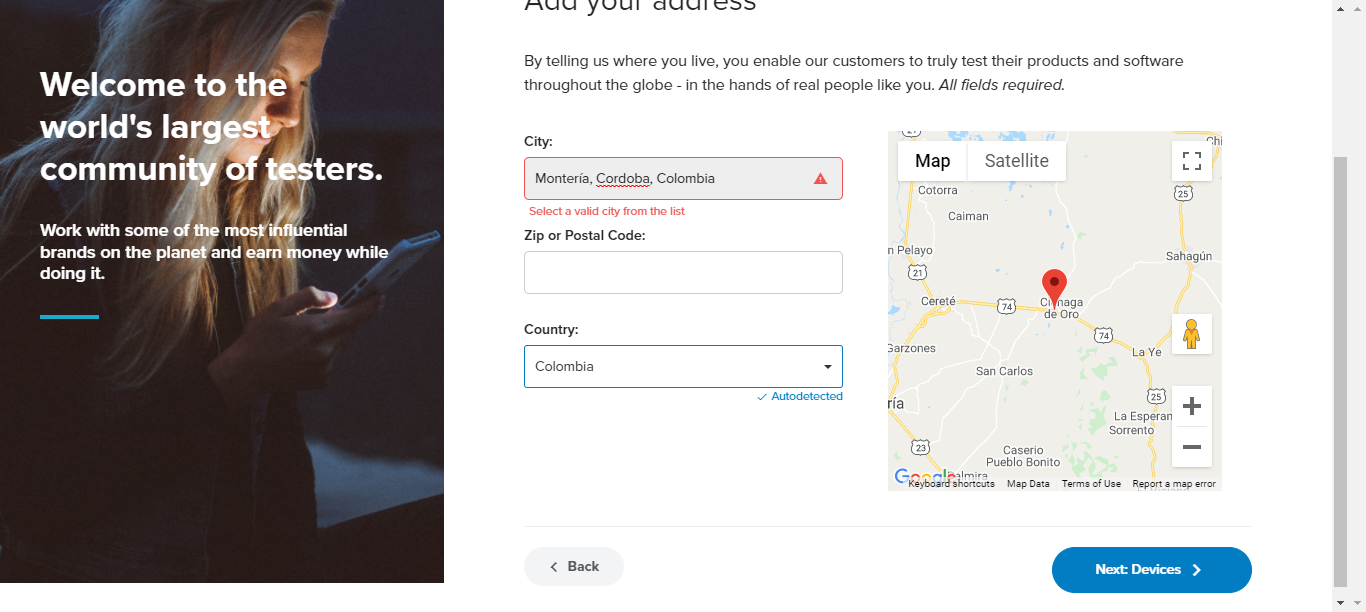 Add your address
Welcome to the
world's largest
community of testers.
Work with some of the most influential
brands on the planet and earn money while
doing it.
By telling us where you live, you enable our customers to truly test their products and software
throughout the globe - in the hands of real people like you. All fields required.
City:
Montería, Cordoba, Colombia
Select a valid city from the list
Zip or Postal Code:
Country:
Colombia
Autodetected
Map
Satellite
21
Chi
Cotorra
25
Caiman
n Pelayo
Sahagún
21
Cereté
74
de Oro
74
Garzones
La Ye
San Carlos
25
ría
La Esperan
Sorrento
23
Caserio
Pueblo Bonito
Google
Keyboard shortcuts
Map Data
Terms of Use
Report a map error
Back
Next: Devices